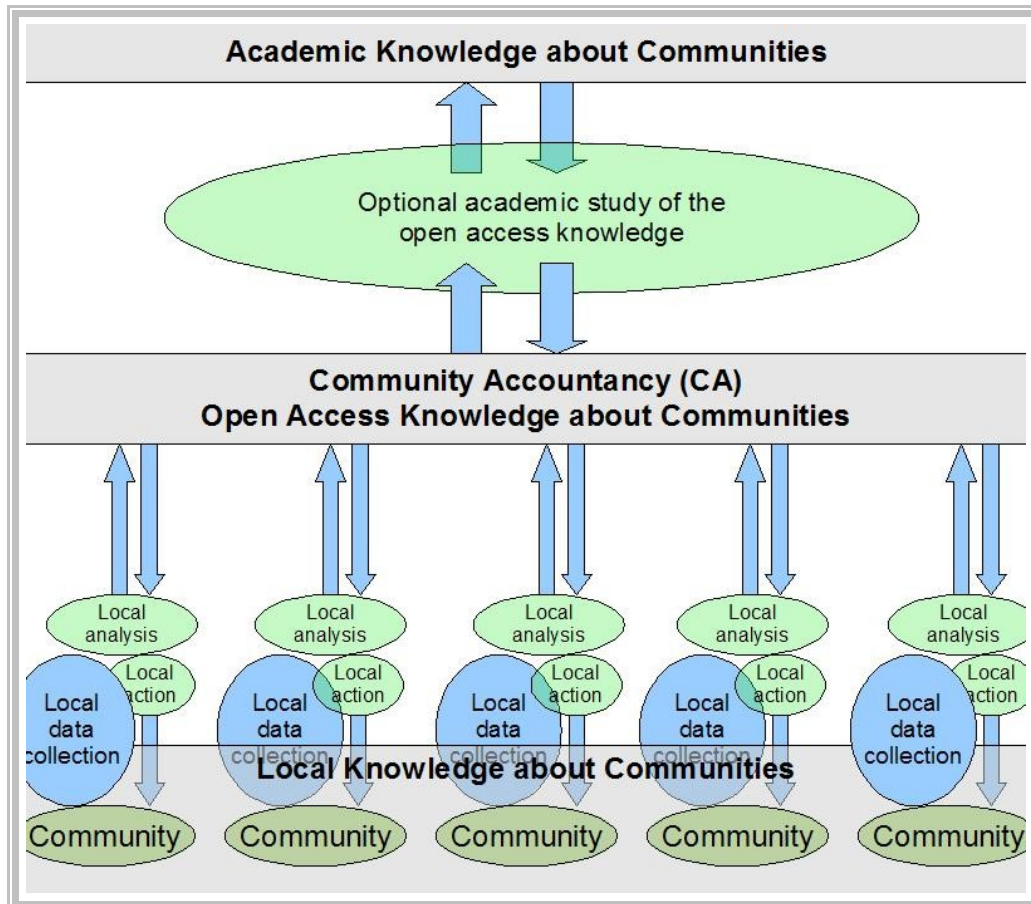 Academic Knowledge about Communities
Optional academic study of the
open access knowledge
Community Accountancy (CA)
Open Access Knowledge about Communities
Local
analysis
Local
analysis
Local
analysis
Local
analysis
Local
analysis
Local
action
Local
action
Local
action
Local
action
Local
action
Local
data
collection
Local
data
collection
Local
data
collection
Local
data
collection
Local
data
collection
Local Knowledge about Communities
Community
Community
Community
Community
Community